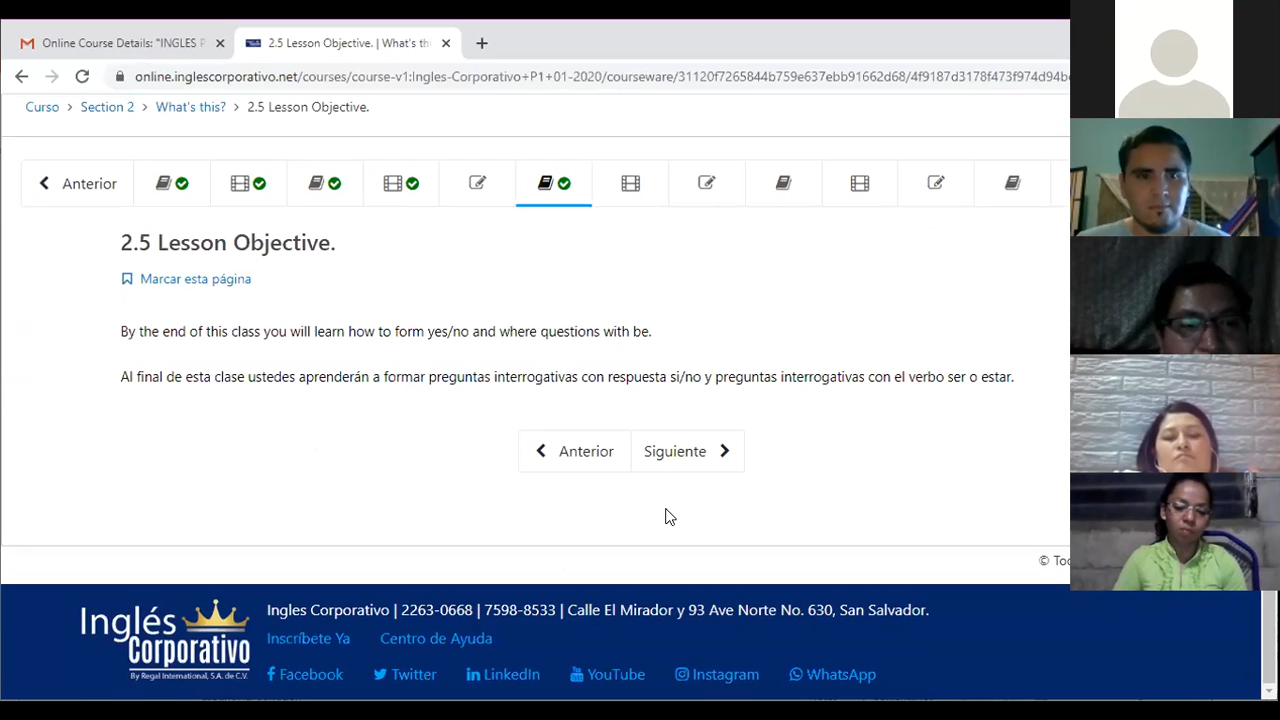 Online Course Details: "INGLES P
2.5 Lesson Objective. | What's th
online.inglescorporativo.net/courses/course-v1:Ingles-Corporativo+P1+01-2020/courseware/31120f7265844b759e637ebb91662d68/4f9187d3178f473f974d94b
Curso > Section 2 > What's this? > 2.5 Lesson Objective.
Anterior
2.5 Lesson Objective.
Marcar esta página
By the end of this class you will learn how to form yes/no and where questions with be.
Al final de esta clase ustedes aprenderán a formar preguntas interrogativas con respuesta si/no y preguntas interrogativas con el verbo ser o estar.
Anterior
Siguiente
© Too
Inglés Corporativo
By Regal International, S.A. de C.V.
Ingles Corporativo | 2263-0668 | 7598-8533 | Calle El Mirador y 93 Ave Norte No. 630, San Salvador.
Inscríbete Ya
Centro de Ayuda
Facebook
Twitter
LinkedIn
YouTube
Instagram
WhatsApp